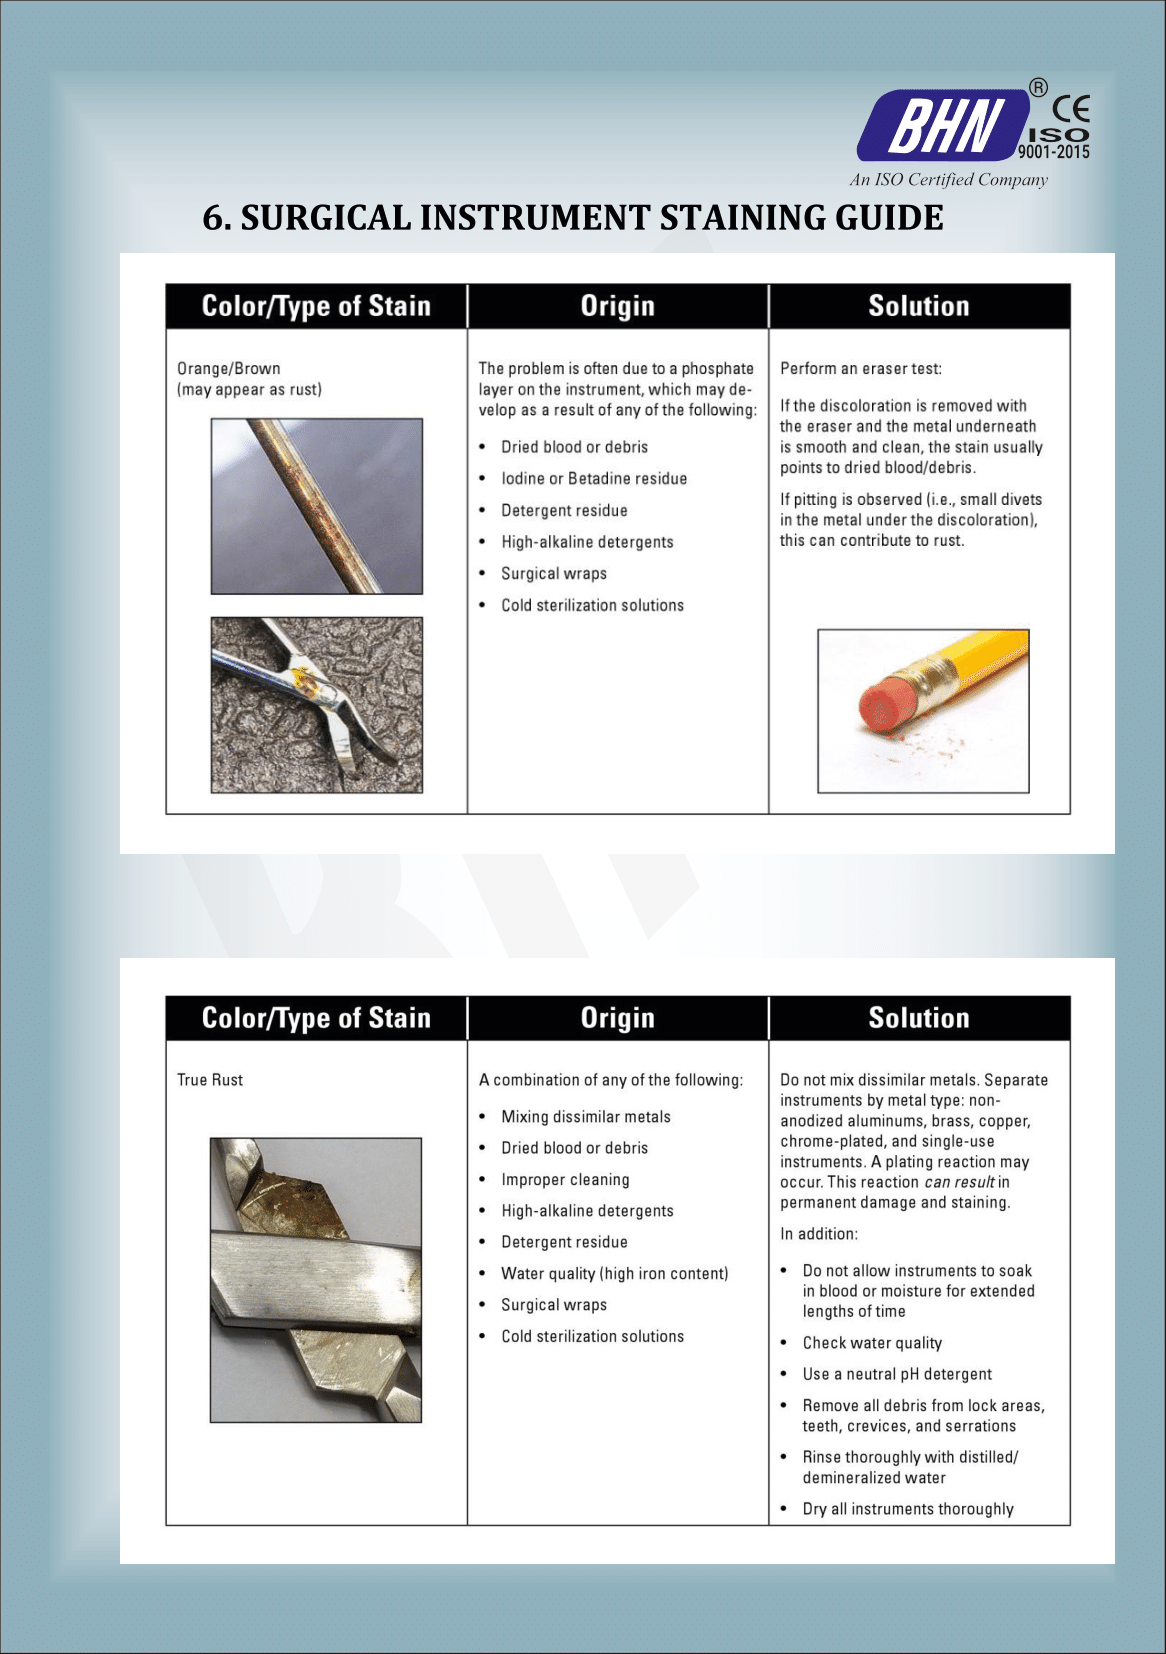 BHN
®
CE
ISO
9001-2015
An ISO Certified Company
6. SURGICAL INSTRUMENT STAINING GUIDE
Color/Type of Stain
Origin
Solution
Orange/Brown
(may appear as rust)
The problem is often due to a phosphate
layer on the instrument, which may de-
velop as a result of any of the following:
• Dried blood or debris
• Iodine or Betadine residue
• Detergent residue
• High-alkaline detergents
• Surgical wraps
• Cold sterilization solutions
Perform an eraser test:
If the discoloration is removed with
the eraser and the metal underneath
is smooth and clean, the stain usually
points to dried blood/debris.
If pitting is observed (i.e., small divets
in the metal under the discoloration),
this can contribute to rust.
Color/Type of Stain
Origin
Solution
True Rust
A combination of any of the following:
• Mixing dissimilar metals
• Dried blood or debris
• Improper cleaning
• High-alkaline detergents
• Detergent residue
• Water quality (high iron content)
• Surgical wraps
• Cold sterilization solutions
Do not mix dissimilar metals. Separate
instruments by metal type: non-
anodized aluminums, brass, copper,
chrome-plated, and single-use
instruments. A plating reaction may
occur. This reaction can result in
permanent damage and staining.
In addition:
• Do not allow instruments to soak
in blood or moisture for extended
lengths of time
• Check water quality
• Use a neutral pH detergent
• Remove all debris from lock areas,
teeth, crevices, and serrations
• Rinse thoroughly with distilled/
demineralized water
• Dry all instruments thoroughly